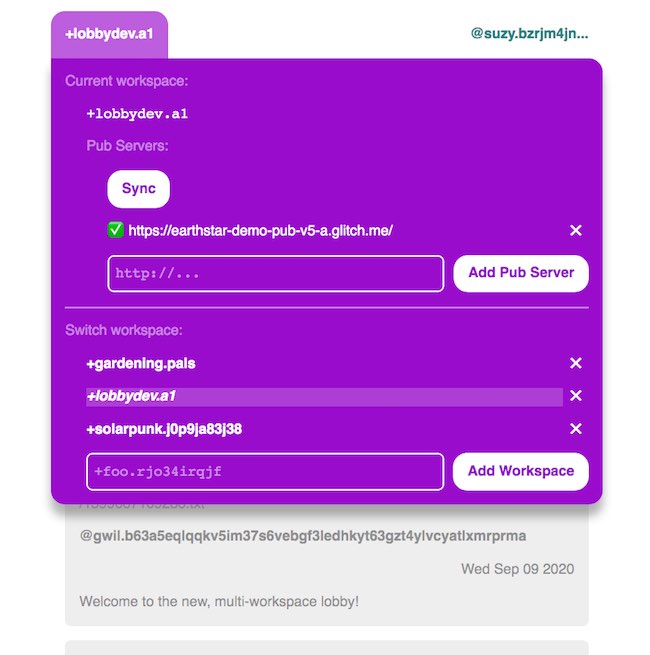 +lobbydev.a1
@suzy.bzrjm4jn...
Current workspace:
+lobbydev.a1
Pub Servers:
Sync
https://earthstar-demo-pub-v5-a.glitch.me/
http://...
Add Pub Server
Switch workspace:
+gardening.pals
+lobbydev.a1
+solarpunk.j0p9ja83j38
+foo.rjo34irqjf
Add Workspace
@gwil.b63a5eqlqqkv5im37s6vebgf3ledhkyt63gzt4ylvcyatlxmrprma
Wed Sep 09 2020
Welcome to the new, multi-workspace lobby!